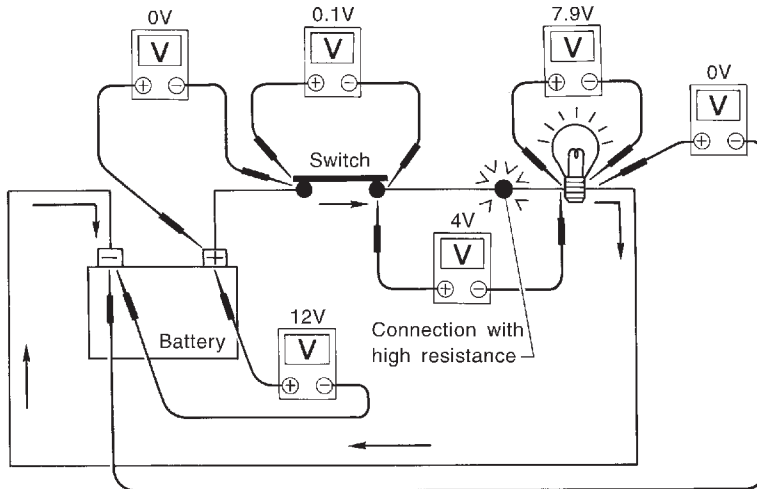 0V
0.1V
7.9V
V
+ −
V
+ −
V
+ −
0V
V
+ −
Switch
4V
V
+ −
− +
12V
V
+ −
Battery
Connection with
high resistance